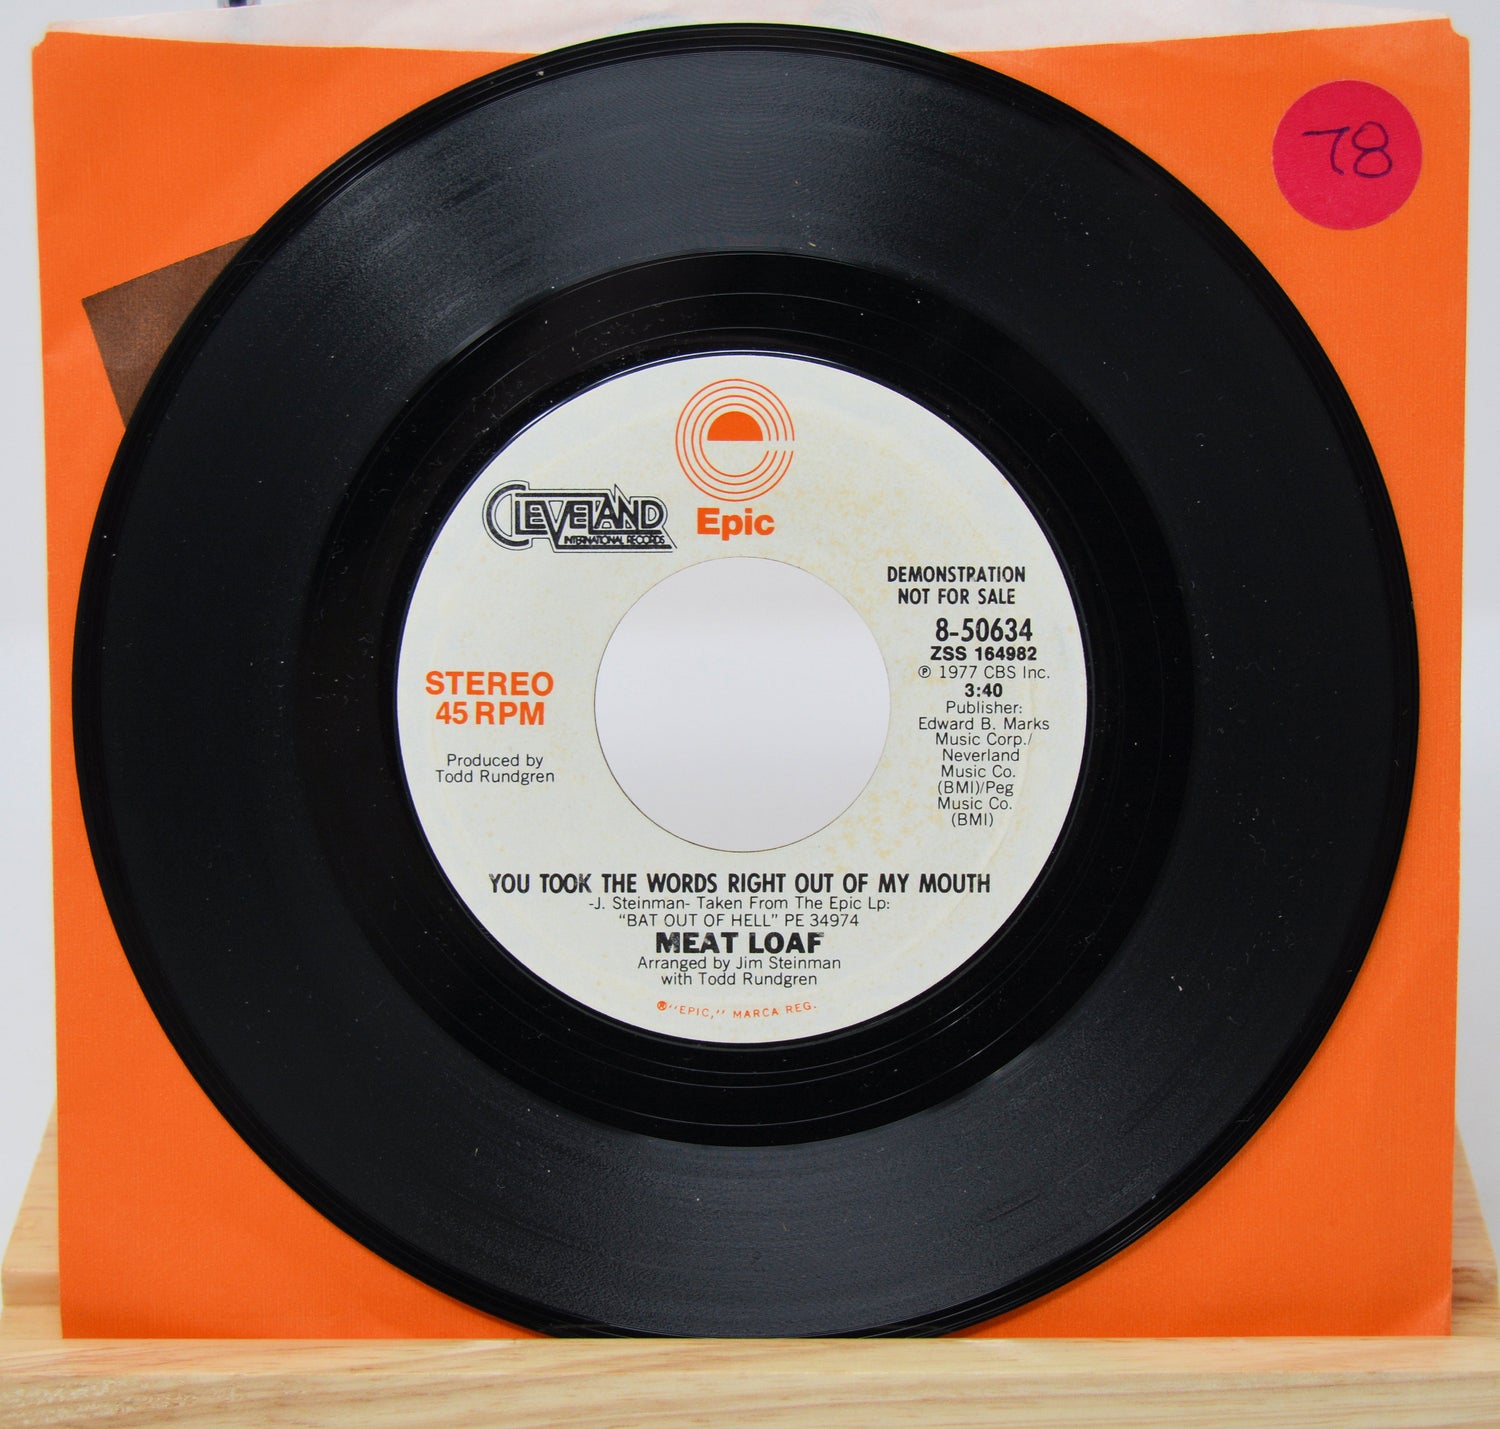 78
CLEVELAND
INTERNATIONAL RECORDS
Epic
DEMONSTRATION
NOT FOR SALE
8-50634
ZSS 164982
℗ 1977 CBS Inc.
3:40
Publisher:
Edward B. Marks
Music Corp./
Neverland
Music Co.
(BMI)/Peg
Music Co.
(BMI)
STEREO
45 RPM
Produced by
Todd Rundgren
YOU TOOK THE WORDS RIGHT OUT OF MY MOUTH
-J. Steinman- Taken From The Epic Lp:
"BAT OUT OF HELL" PE 34974
MEAT LOAF
Arranged by Jim Steinman
with Todd Rundgren
®"EPIC," MARCA REG.